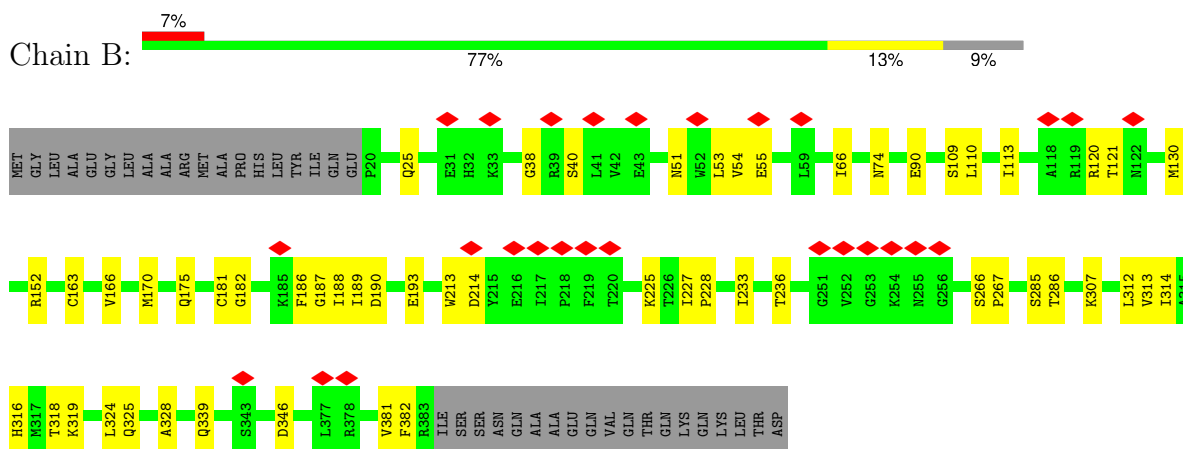 7%
Chain B:
77% 13% 9%
MET GLY LEU ALA GLU GLY LEU ALA ALA ARG MET ALA PRO HIS LEU TYR ILE GLN GLU P20 Q25 E31 H32 K33 G38 R39 S40 L41 V42 E43 N51 W52 L53 V54 E55 L59 I66 N74 E90 S109 L110 I113 A118 R119 R120 T121 N122 M130
R152 C163 V166 M170 Q175 C181 G182 K185 F186 G187 I188 I189 D190 E193 W213 D214 Y215 E216 I217 P218 F219 T220 K225 T226 I227 P228 I233 T236 G251 V252 G253 K254 N255 G256 S266 P267 S285 T286 K307 L312 V313 I314 A315
H316 M317 T318 K319 L324 Q325 A328 Q339 S343 D346 L377 R378 V381 F382 R383 ILE SER SER ASN GLN ALA ALA GLU GLN VAL GLN THR GLN LYS GLN LYS LEU THR ASP